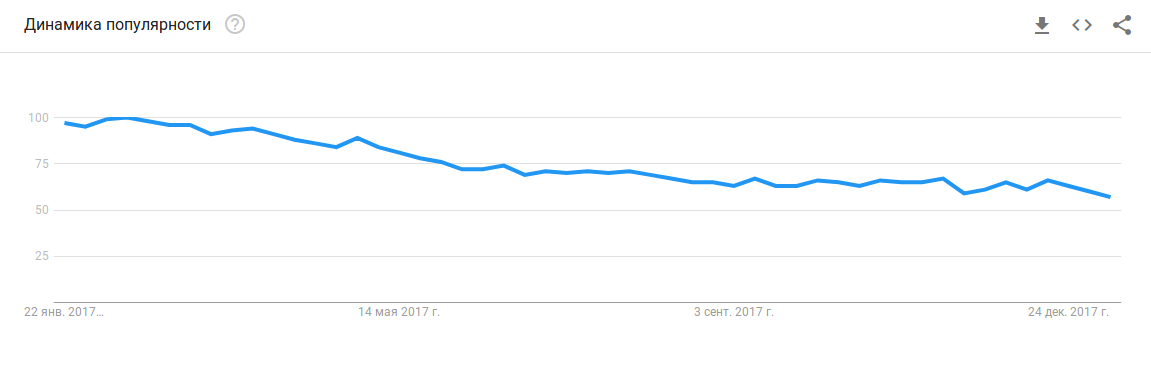 Динамика популярности ?
100
75
50
25
22 янв. 2017…
14 мая 2017 г.
3 сент. 2017 г.
24 дек. 2017 г.